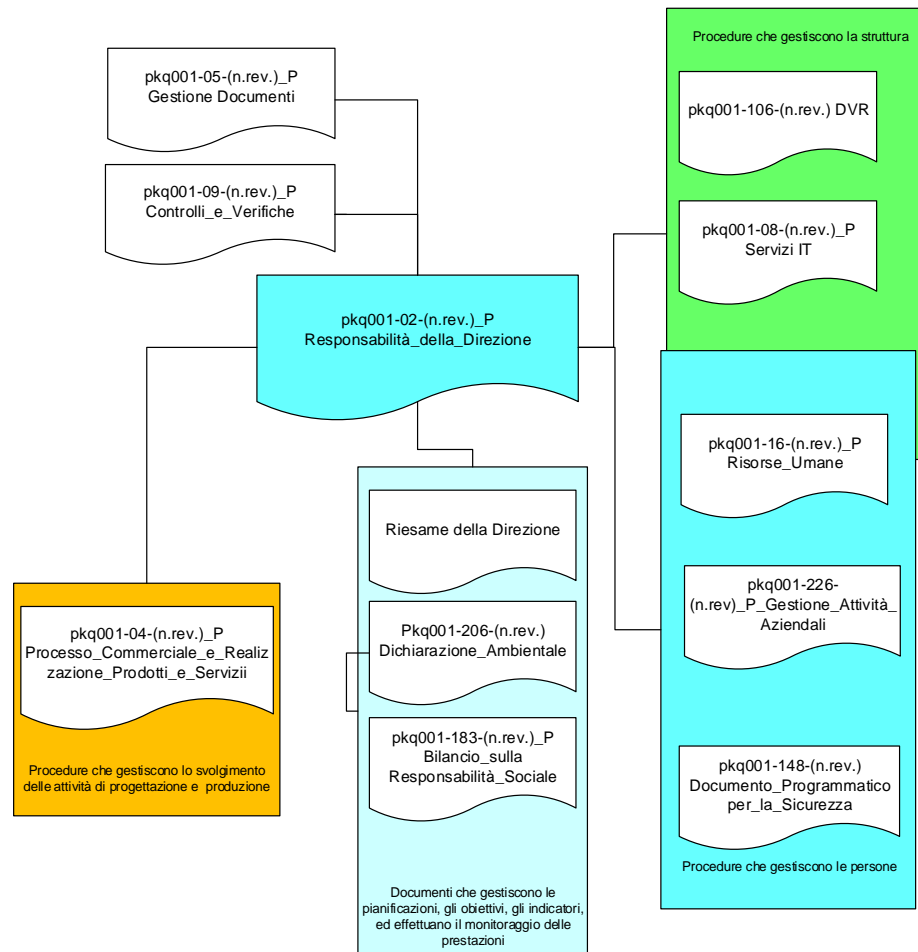 pkq001-05-(n.rev.)_P
Gestione Documenti
pkq001-09-(n.rev.)_P
Controlli_e_Verifiche
Procedure che gestiscono la struttura
pkq001-106-(n.rev.) DVR
pkq001-08-(n.rev.)_P
Servizi IT
pkq001-02-(n.rev.)_P
Responsabilità_della_Direzione
pkq001-16-(n.rev.)_P
Risorse_Umane
pkq001-226-
(n.rev)_P_Gestione_Attività_
Aziendali
pkq001-148-(n.rev.)
Documento_Programmatico
per_la_Sicurezza
Procedure che gestiscono le persone
Riesame della Direzione
Pkq001-206-(n.rev.)
Dichiarazione_Ambientale
pkq001-183-(n.rev.)_P
Bilancio_sulla
Responsabilità_Sociale
Documenti che gestiscono le
pianificazioni, gli obiettivi, gli indicatori,
ed effettuano il monitoraggio delle
prestazioni
pkq001-04-(n.rev.)_P
Processo_Commerciale_e_Realiz
zazione_Prodotti_e_Servizii
Procedure che gestiscono lo svolgimento
delle attività di progettazione e  produzione